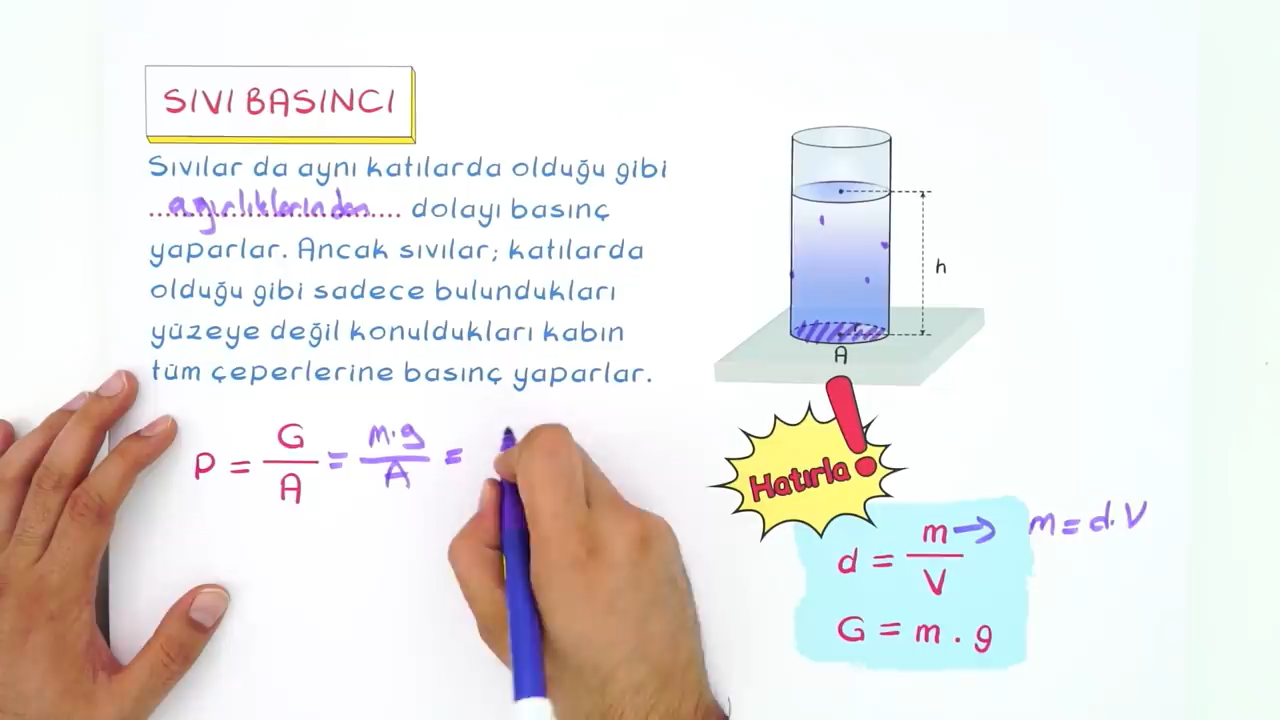 SIVI BASINCI
Sıvılar da aynı katılarda olduğu gibi
ağırlıklarından dolayı basınç
yaparlar. Ancak sıvılar; katılarda
olduğu gibi sadece bulundukları
yüzeye değil konuldukları kabın
tüm çeperlerine basınç yaparlar.
P = G/A = m.g/A =
h
A
Hatırla!
d = m/V → m = d.V
G = m . g